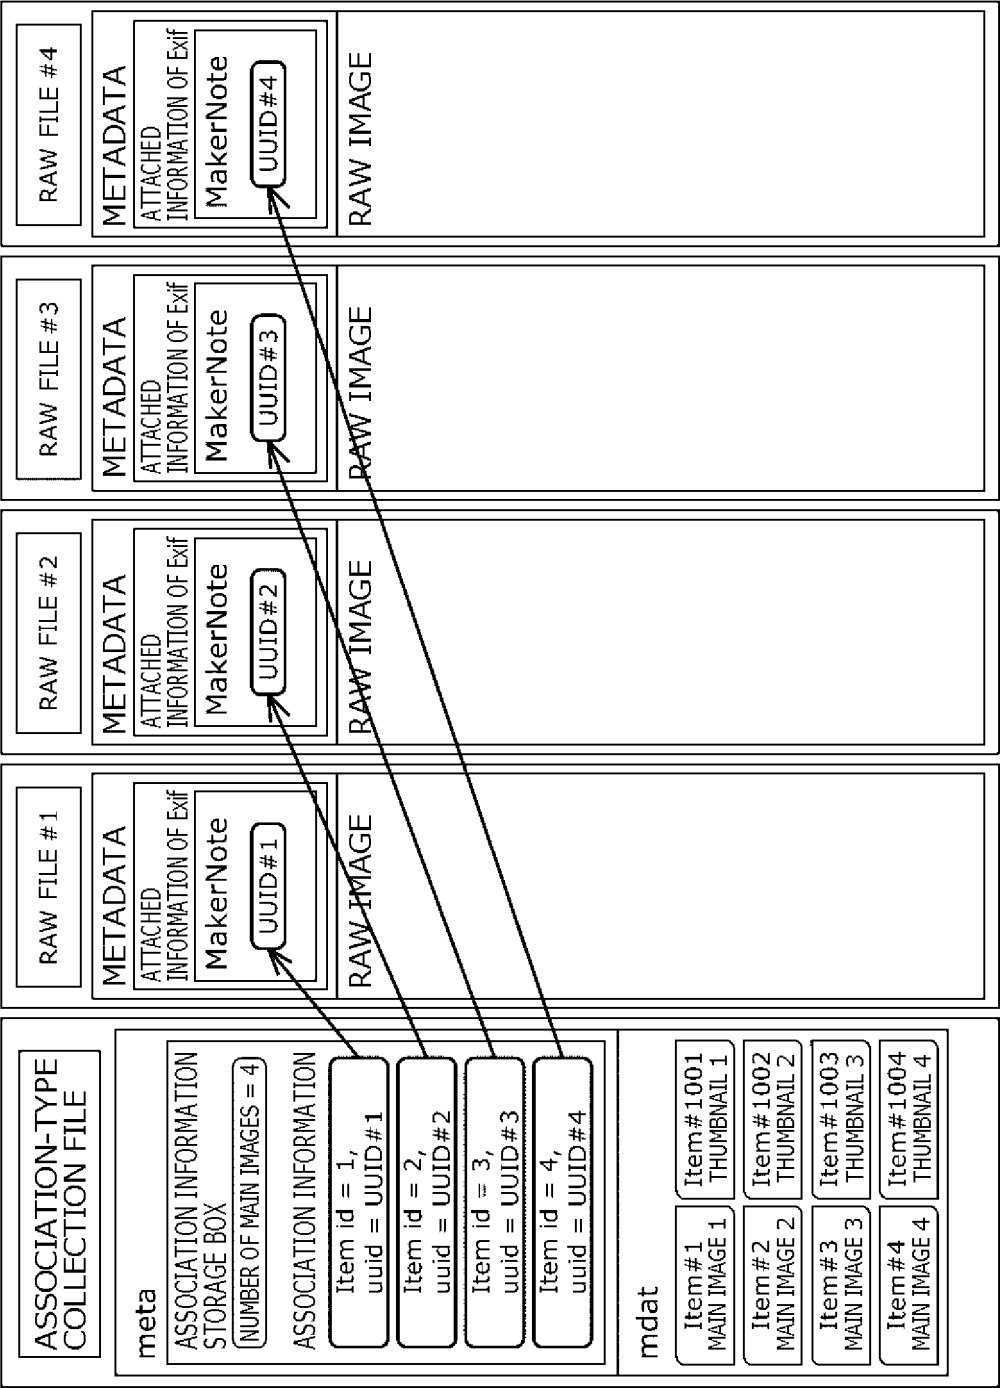 ASSOCIATION-TYPE
COLLECTION FILE
meta
ASSOCIATION INFORMATION
STORAGE BOX
NUMBER OF MAIN IMAGES = 4
ASSOCIATION INFORMATION
Item id = 1,
uuid = UUID#1
Item id = 2,
uuid = UUID#2
Item id = 3,
uuid = UUID#3
Item id = 4,
uuid = UUID#4
mdat
Item#1
MAIN IMAGE 1
Item#1001
THUMBNAIL 1
Item#2
MAIN IMAGE 2
Item#1002
THUMBNAIL 2
Item#3
MAIN IMAGE 3
Item#1003
THUMBNAIL 3
Item#4
MAIN IMAGE 4
Item#1004
THUMBNAIL 4
RAW FILE #1
METADATA
ATTACHED
INFORMATION OF Exif
MakerNote
UUID#1
RAW IMAGE
RAW FILE #2
METADATA
ATTACHED
INFORMATION OF Exif
MakerNote
UUID#2
RAW IMAGE
RAW FILE #3
METADATA
ATTACHED
INFORMATION OF Exif
MakerNote
UUID#3
RAW IMAGE
RAW FILE #4
METADATA
ATTACHED
INFORMATION OF Exif
MakerNote
UUID#4
RAW IMAGE